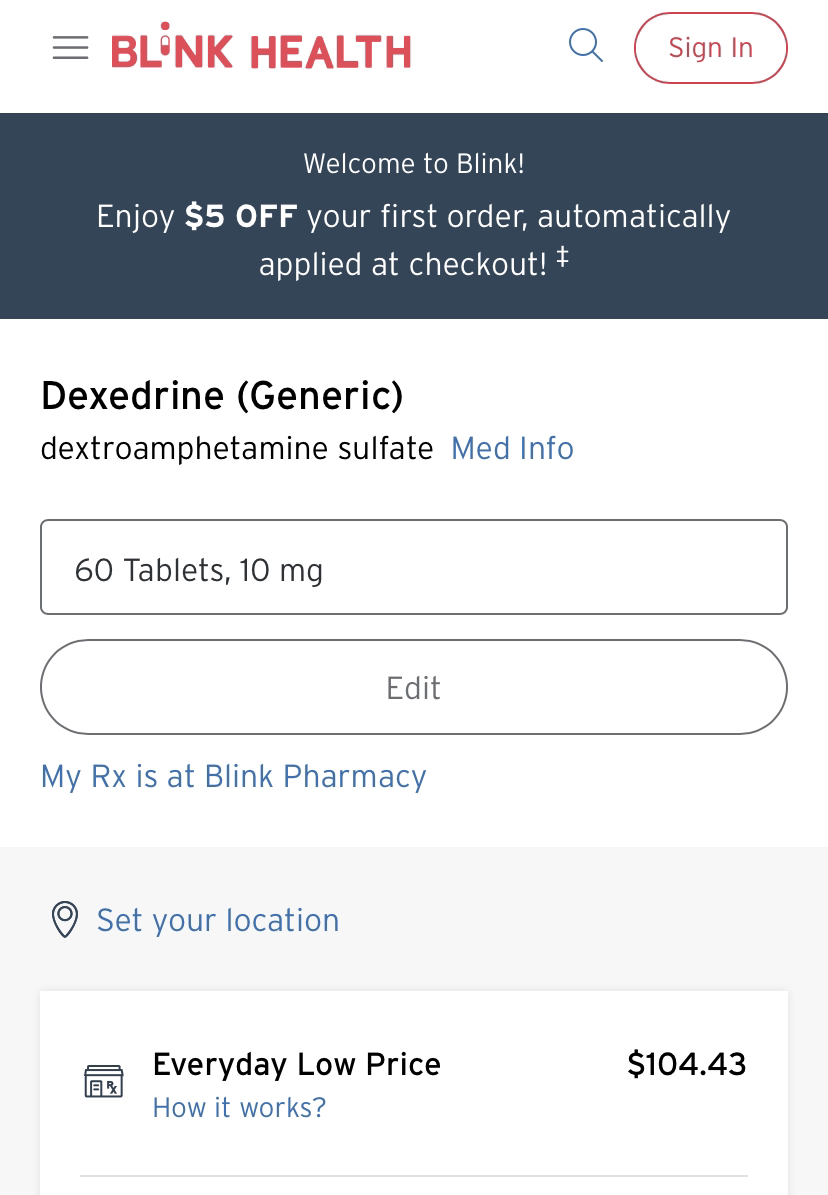 BLINK HEALTH
Sign In
Welcome to Blink!
Enjoy $5 OFF your first order, automatically
applied at checkout! ‡
Dexedrine (Generic)
dextroamphetamine sulfate Med Info
60 Tablets, 10 mg
Edit
My Rx is at Blink Pharmacy
Set your location
Rx
Everyday Low Price $104.43
How it works?